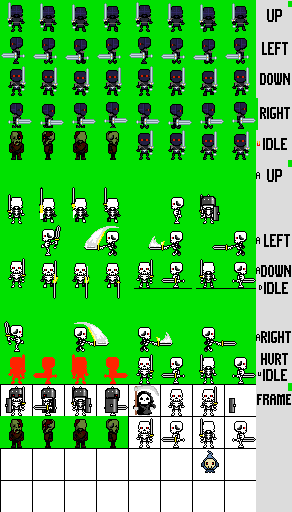 UP
LEFT
DOWN
RIGHT
IDLE
A UP
A LEFT
A DOWN
IDLE
A RIGHT
HURT
IDLE
FRAME